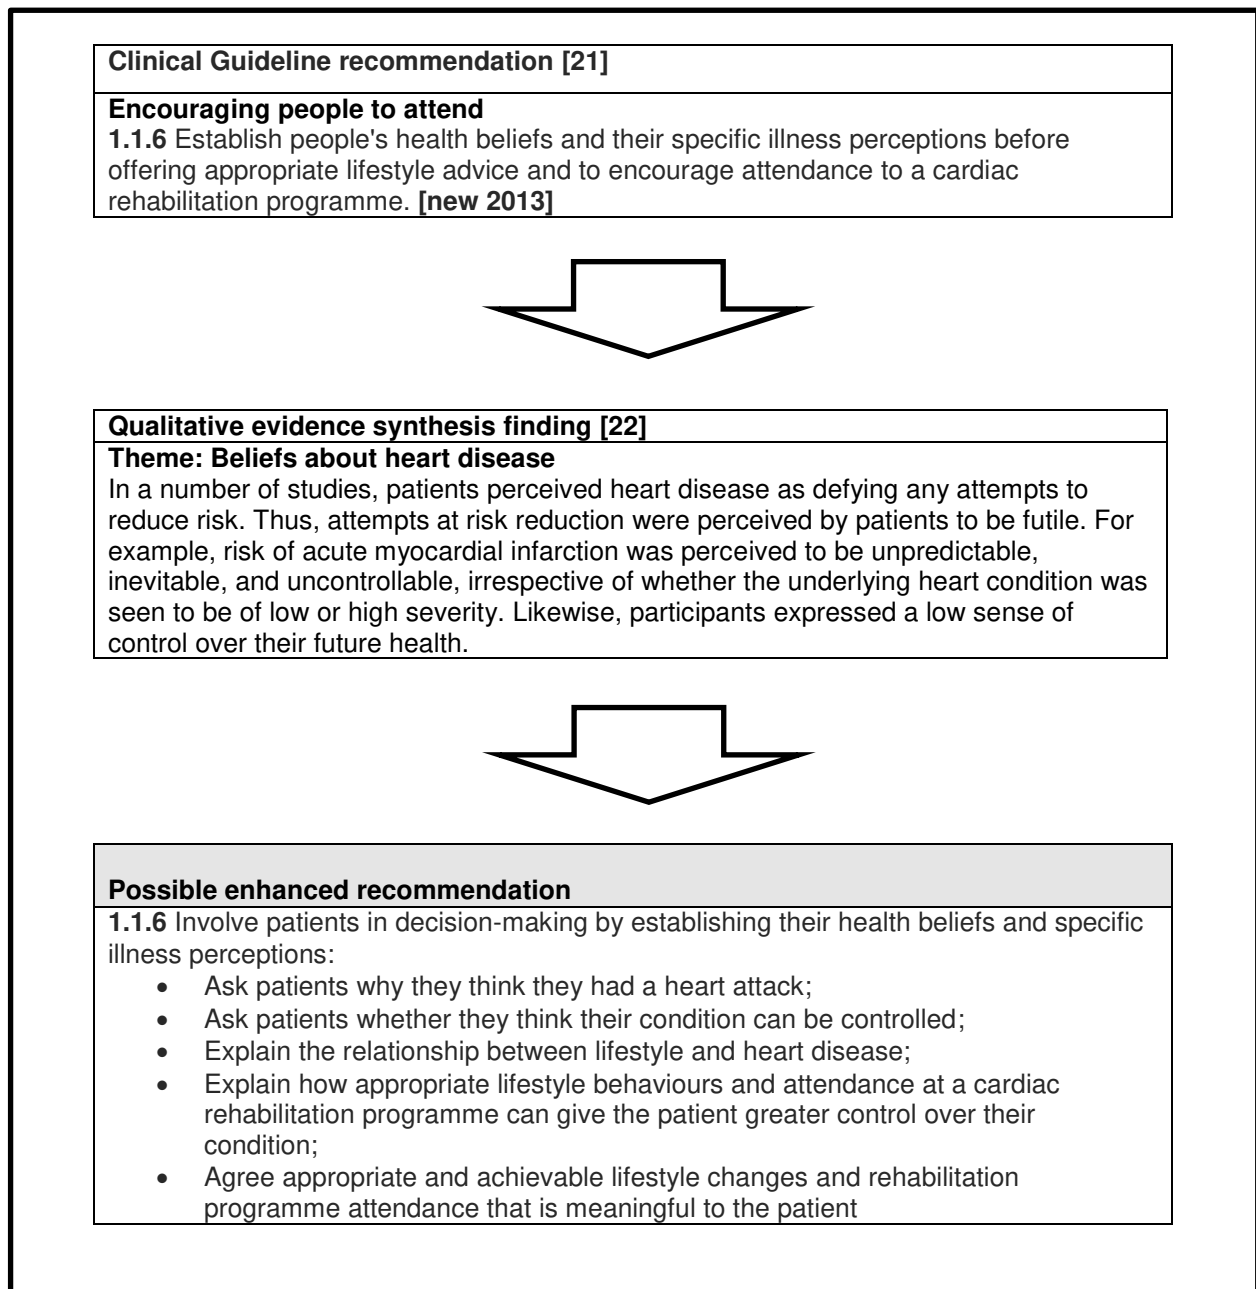 Clinical Guideline recommendation [21]
Encouraging people to attend
1.1.6 Establish people's health beliefs and their specific illness perceptions before
offering appropriate lifestyle advice and to encourage attendance to a cardiac
rehabilitation programme. [new 2013]
Qualitative evidence synthesis finding [22]
Theme: Beliefs about heart disease
In a number of studies, patients perceived heart disease as defying any attempts to
reduce risk. Thus, attempts at risk reduction were perceived by patients to be futile. For
example, risk of acute myocardial infarction was perceived to be unpredictable,
inevitable, and uncontrollable, irrespective of whether the underlying heart condition was
seen to be of low or high severity. Likewise, participants expressed a low sense of
control over their future health.
Possible enhanced recommendation
1.1.6 Involve patients in decision-making by establishing their health beliefs and specific
illness perceptions:
• Ask patients why they think they had a heart attack;
• Ask patients whether they think their condition can be controlled;
• Explain the relationship between lifestyle and heart disease;
• Explain how appropriate lifestyle behaviours and attendance at a cardiac
rehabilitation programme can give the patient greater control over their
condition;
• Agree appropriate and achievable lifestyle changes and rehabilitation
programme attendance that is meaningful to the patient